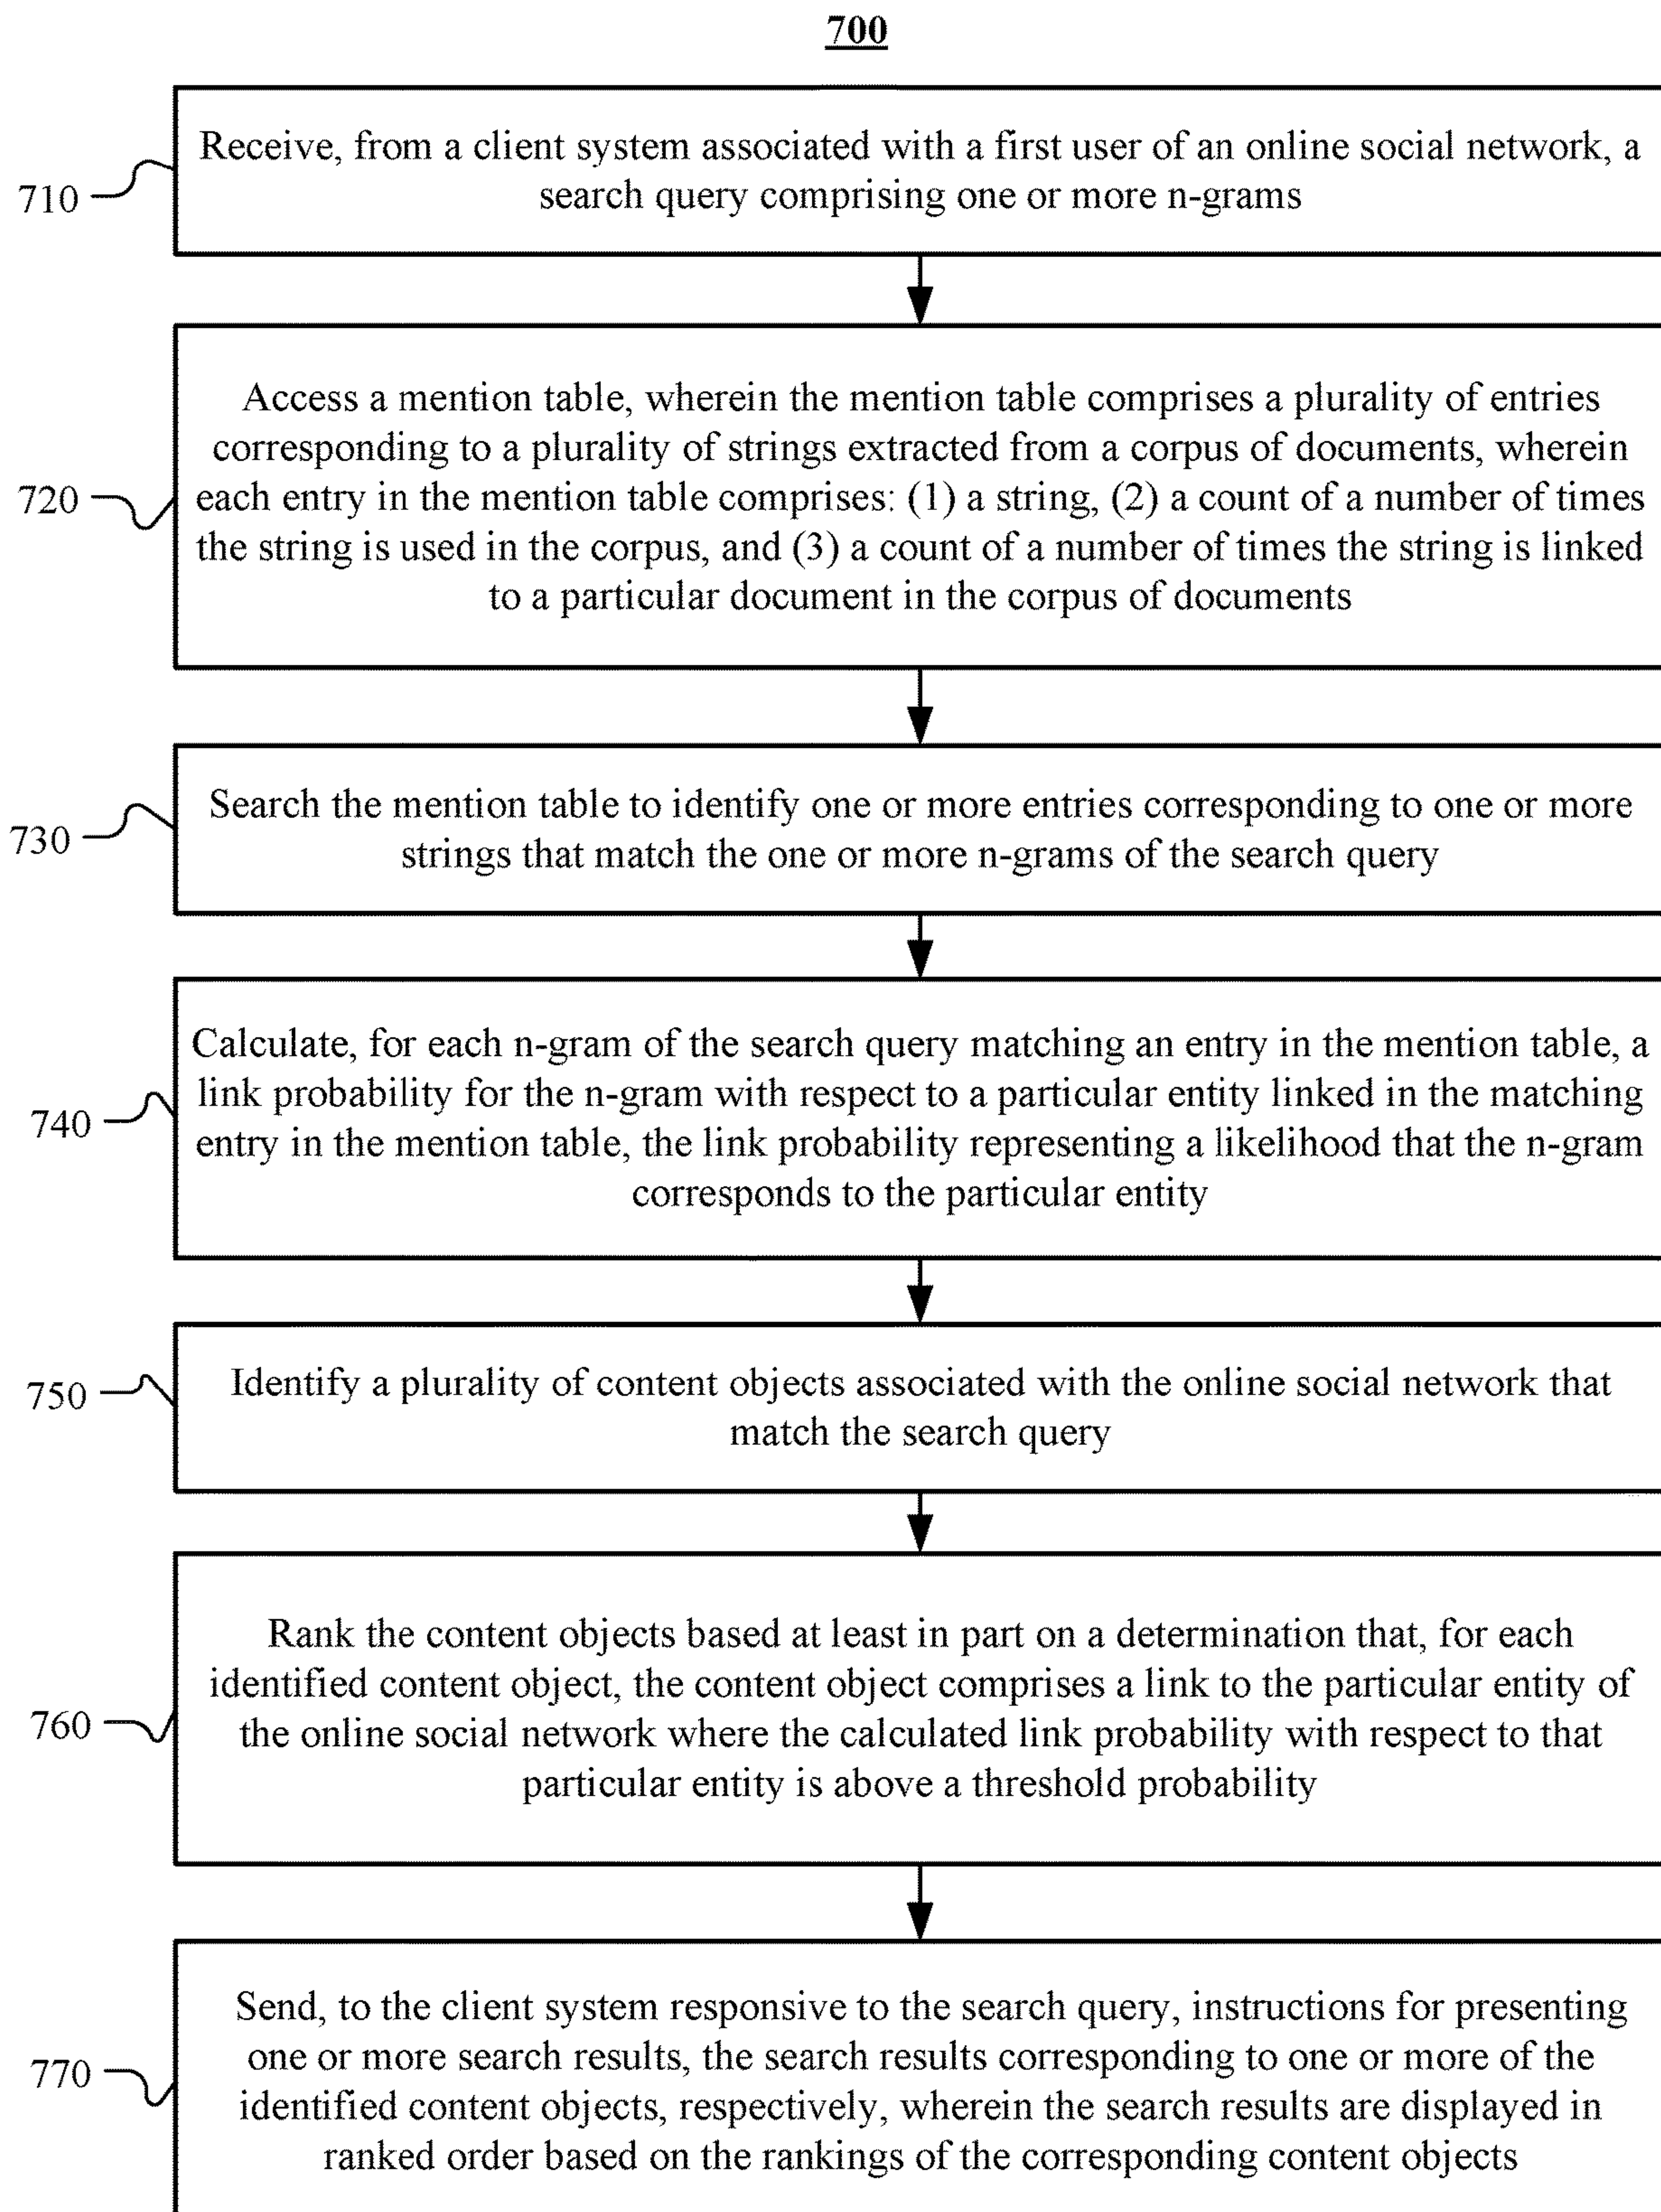 700
710
Receive, from a client system associated with a first user of an online social network, a
search query comprising one or more n-grams
720
Access a mention table, wherein the mention table comprises a plurality of entries
corresponding to a plurality of strings extracted from a corpus of documents, wherein
each entry in the mention table comprises: (1) a string, (2) a count of a number of times
the string is used in the corpus, and (3) a count of a number of times the string is linked
to a particular document in the corpus of documents
730
Search the mention table to identify one or more entries corresponding to one or more
strings that match the one or more n-grams of the search query
740
Calculate, for each n-gram of the search query matching an entry in the mention table, a
link probability for the n-gram with respect to a particular entity linked in the matching
entry in the mention table, the link probability representing a likelihood that the n-gram
corresponds to the particular entity
750
Identify a plurality of content objects associated with the online social network that
match the search query
760
Rank the content objects based at least in part on a determination that, for each
identified content object, the content object comprises a link to the particular entity of
the online social network where the calculated link probability with respect to that
particular entity is above a threshold probability
770
Send, to the client system responsive to the search query, instructions for presenting
one or more search results, the search results corresponding to one or more of the
identified content objects, respectively, wherein the search results are displayed in
ranked order based on the rankings of the corresponding content objects